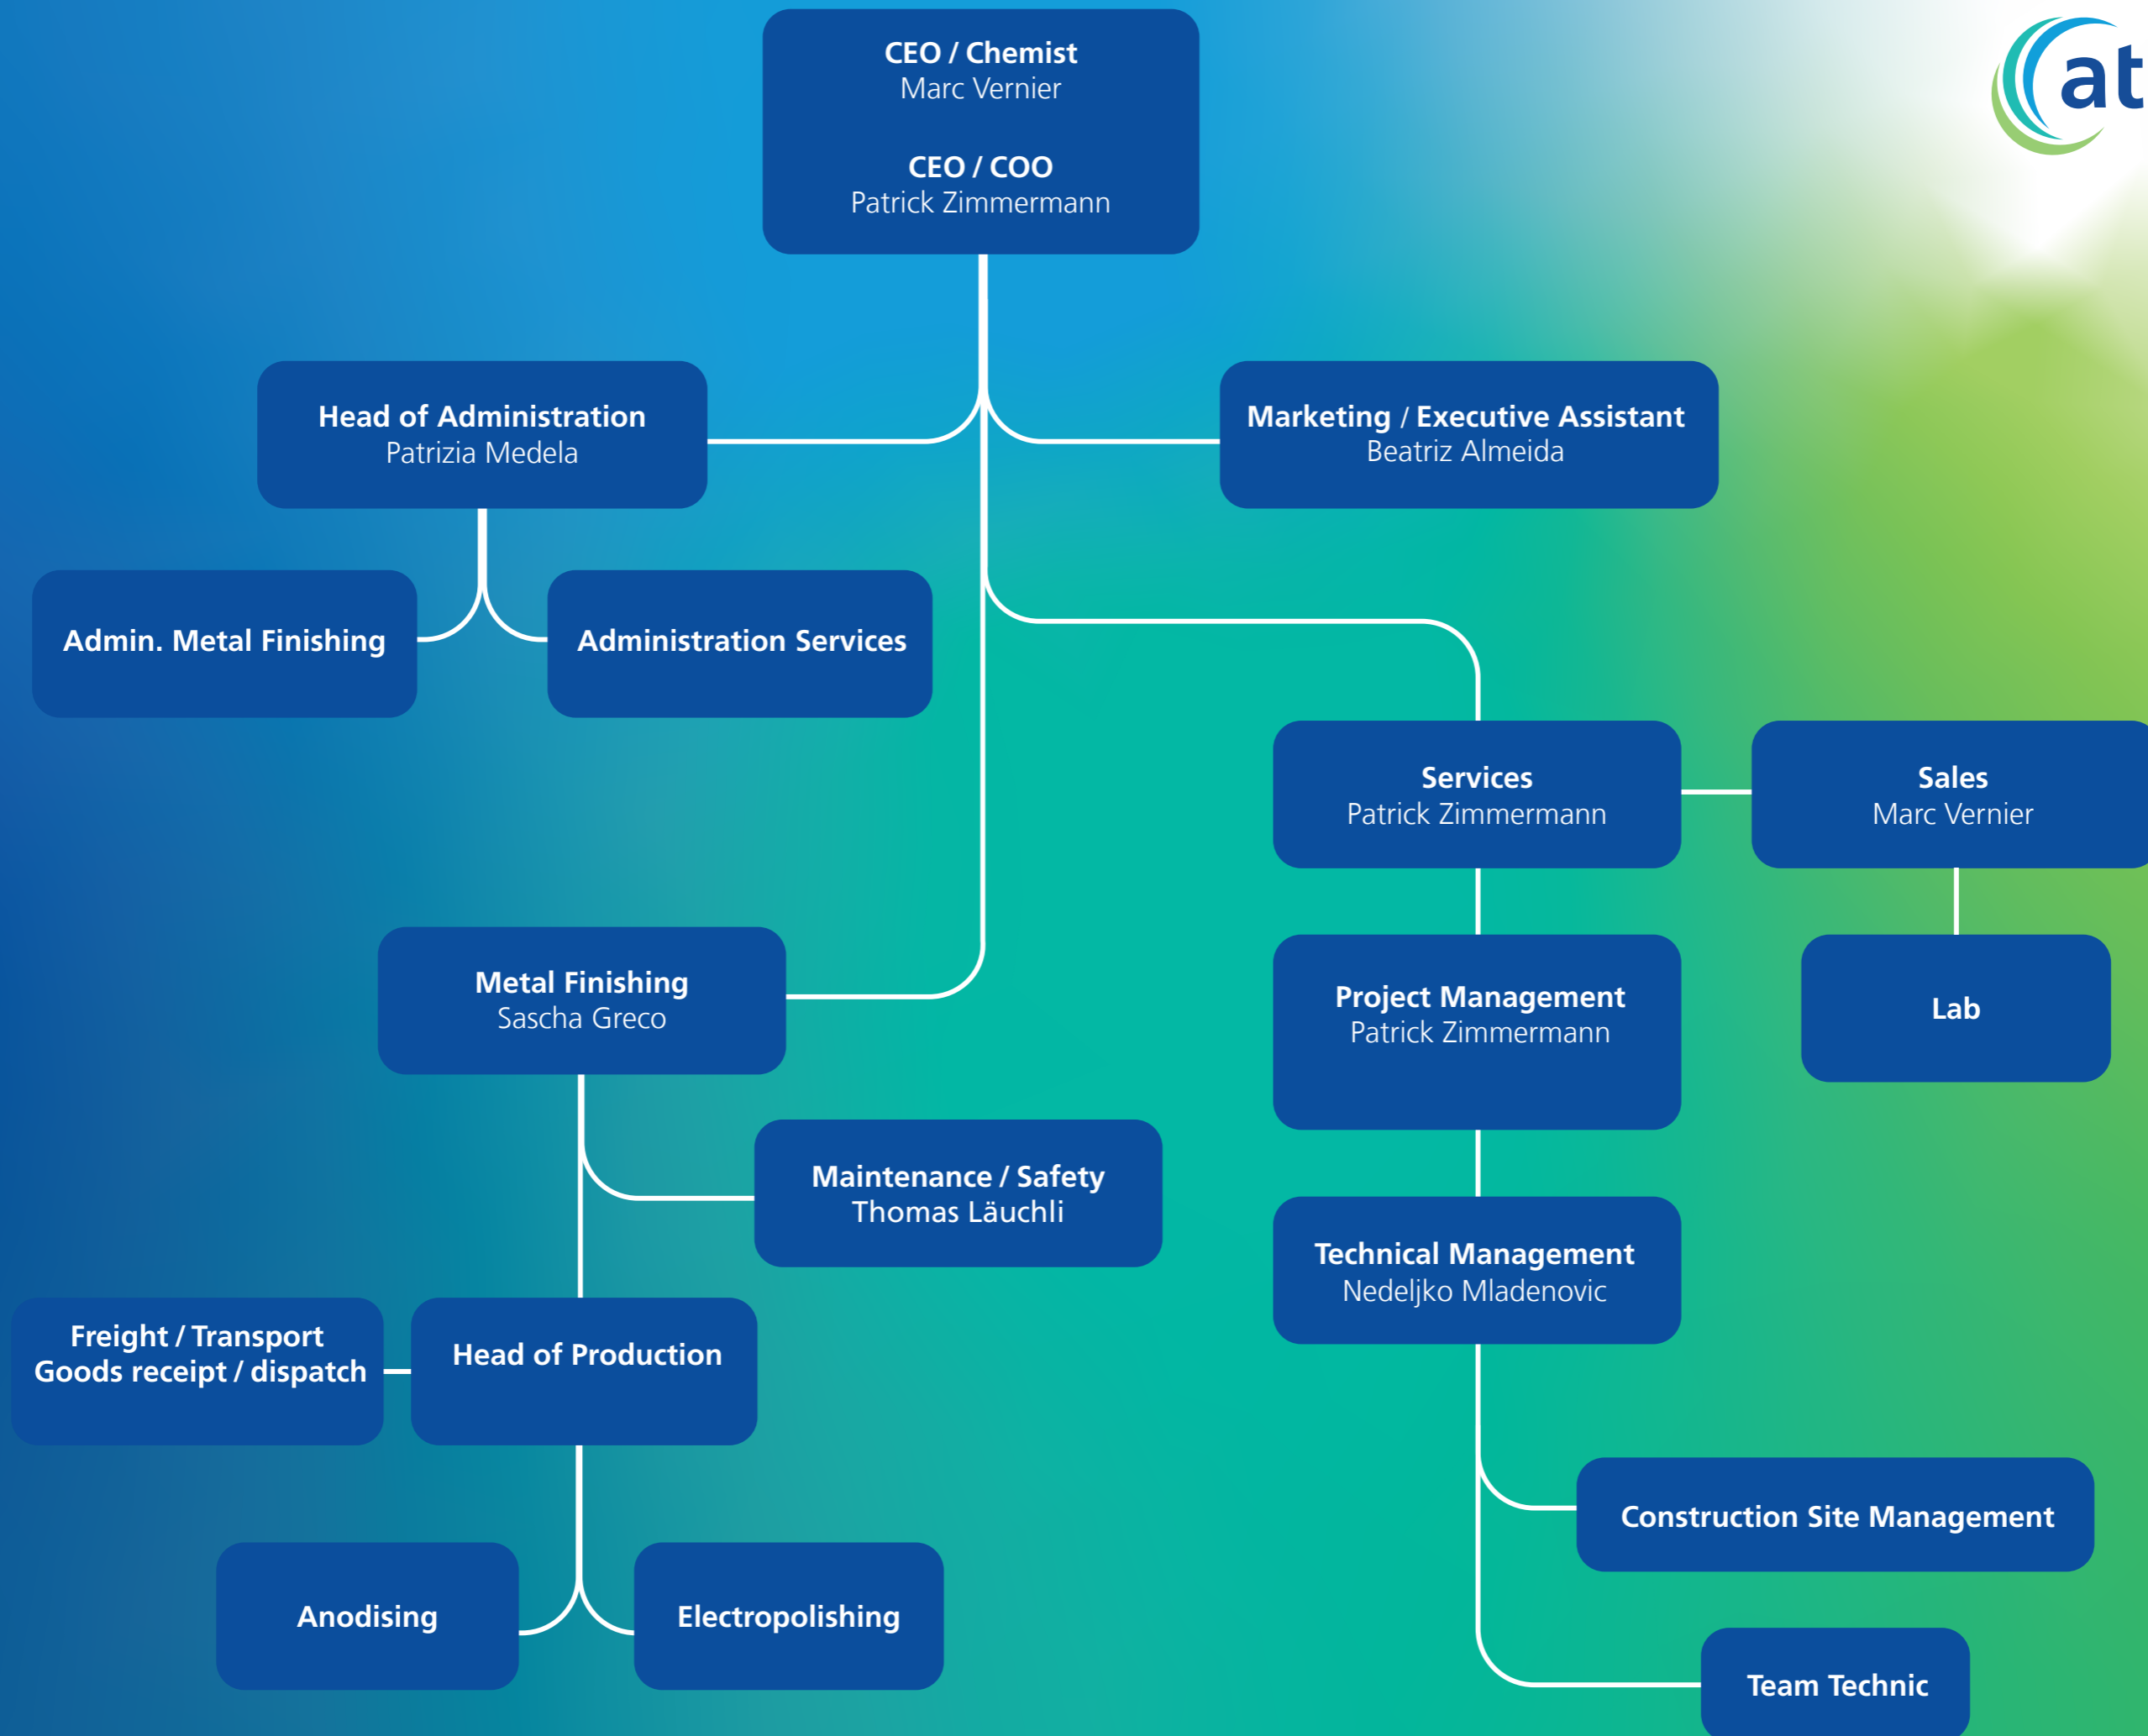 CEO / Chemist
Marc Vernier
CEO / COO
Patrick Zimmermann
at
Head of Administration
Patrizia Medela
Marketing / Executive Assistant
Beatriz Almeida
Admin. Metal Finishing
Administration Services
Services
Patrick Zimmermann
Sales
Marc Vernier
Metal Finishing
Sascha Greco
Project Management
Patrick Zimmermann
Lab
Maintenance / Safety
Thomas Läuchli
Technical Management
Nedeljko Mladenovic
Freight / Transport
Goods receipt / dispatch
Head of Production
Construction Site Management
Anodising
Electropolishing
Team Technic